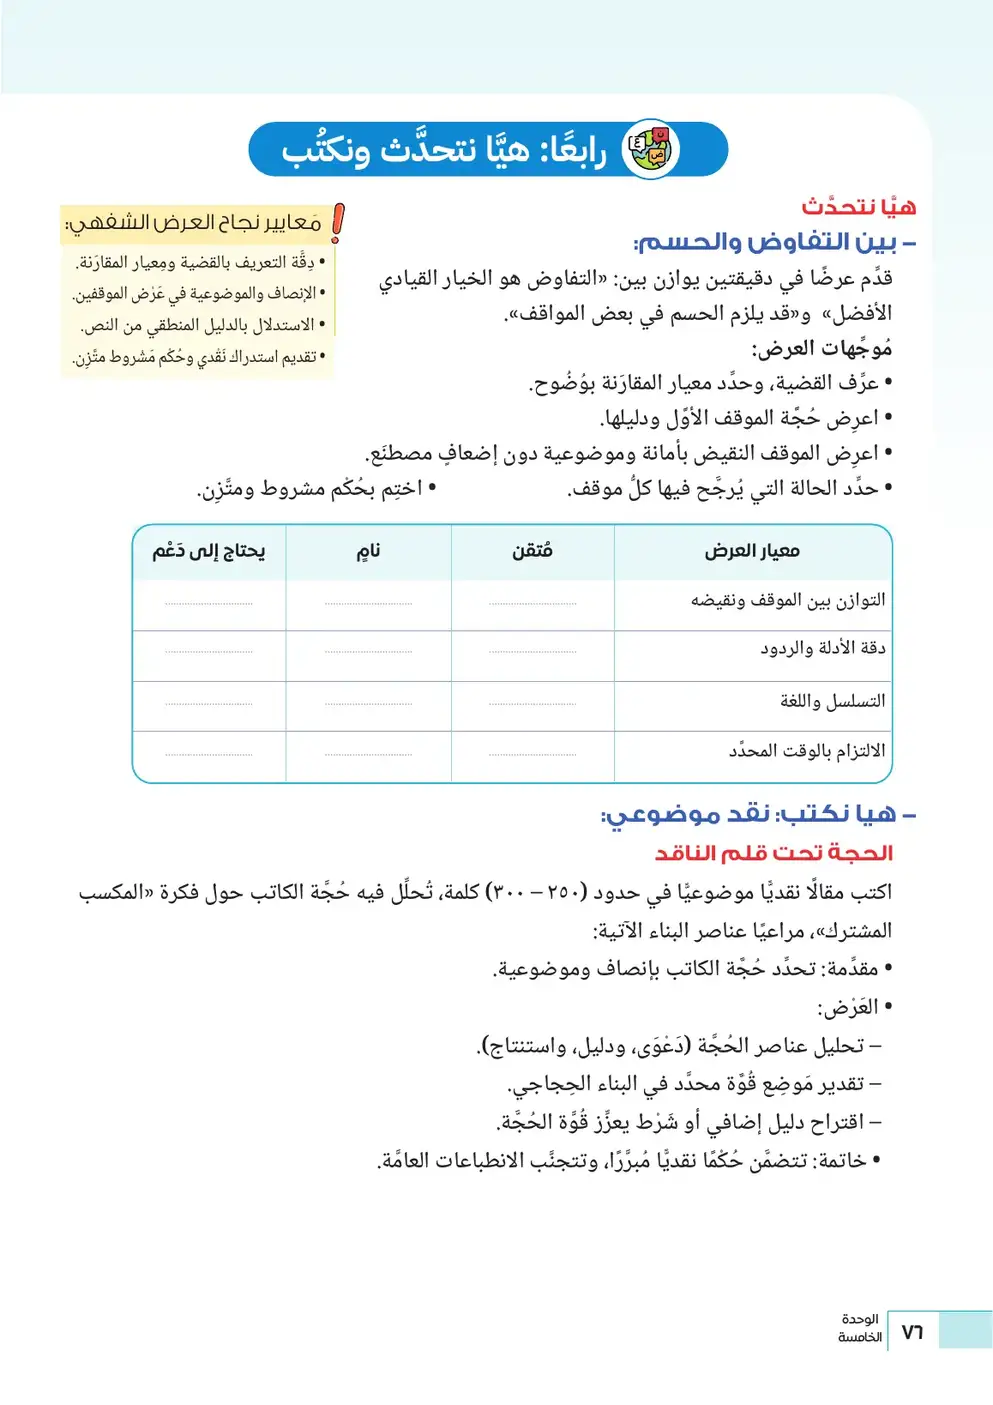 رابعًا: هيَّا نتحدَّث ونكتُب
هيَّا نتحدَّث
– بين التفاوض والحسم:
قدِّم عرضًا في دقيقتين يوازن بين: «التفاوض هو الخيار القيادي
الأفضل» و«قد يلزم الحسم في بعض المواقف».
مُوجِّهات العرض:
• عرِّف القضية، وحدِّد معيار المقارَنة بوُضُوح.
• اعرِض حُجَّة الموقف الأوَّل ودليلها.
• اعرِض الموقف النقيض بأمانة وموضوعية دون إضعافٍ مصطنَع.
• حدِّد الحالة التي يُرجَّح فيها كلُّ موقف. • اختِم بحُكْم مشروط ومتَّزِن.
مَعايير نجاح العرض الشفهي:
• دِقَّة التعريف بالقضية ومِعيار المقارَنة.
• الإنصاف والموضوعية في عَرْض الموقفين.
• الاستدلال بالدليل المنطقي من النص.
• تقديم استدراك نَقْدي وحُكْم مَشْروط متَّزِن.
معيار العرض مُتقن نامٍ يحتاج إلى دَعْم
التوازن بين الموقف ونقيضه
دقة الأدلة والردود
التسلسل واللغة
الالتزام بالوقت المحدَّد
– هيا نكتب: نقد موضوعي:
الحجة تحت قلم الناقد
اكتب مقالًا نقديًّا موضوعيًّا في حدود (٢٥٠ – ٣٠٠) كلمة، تُحلِّل فيه حُجَّة الكاتب حول فكرة «المكسب
المشترك»، مراعيًا عناصر البناء الآتية:
• مقدِّمة: تحدِّد حُجَّة الكاتب بإنصاف وموضوعية.
• العَرْض:
– تحليل عناصر الحُجَّة (دَعْوَى، ودليل، واستنتاج).
– تقدير مَوضِع قُوَّة محدَّد في البناء الحِجاجي.
– اقتراح دليل إضافي أو شَرْط يعزِّز قُوَّة الحُجَّة.
• خاتمة: تتضمَّن حُكْمًا نقديًّا مُبرَّرًا، وتتجنَّب الانطباعات العامَّة.
الوحدة
الخامسة
٧٦